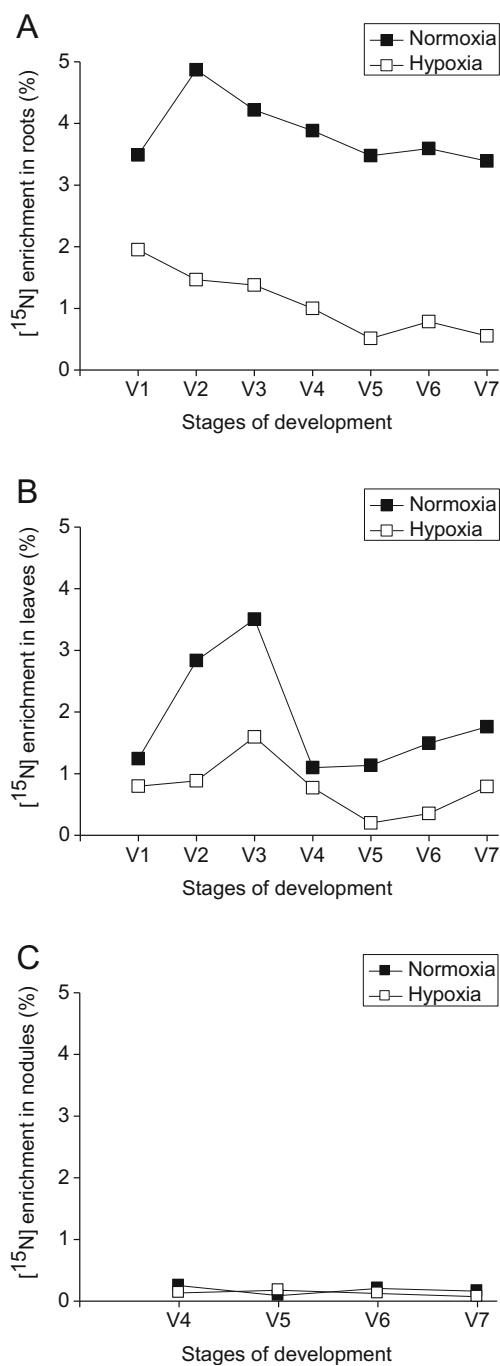 A
Normoxia
Hypoxia
[¹⁵N] enrichment in roots (%)
5
4
3
2
1
0
V1 V2 V3 V4 V5 V6 V7
Stages of development
B
Normoxia
Hypoxia
[¹⁵N] enrichment in leaves (%)
5
4
3
2
1
0
V1 V2 V3 V4 V5 V6 V7
Stages of development
C
Normoxia
Hypoxia
[¹⁵N] enrichment in nodules (%)
5
4
3
2
1
0
V4 V5 V6 V7
Stages of development